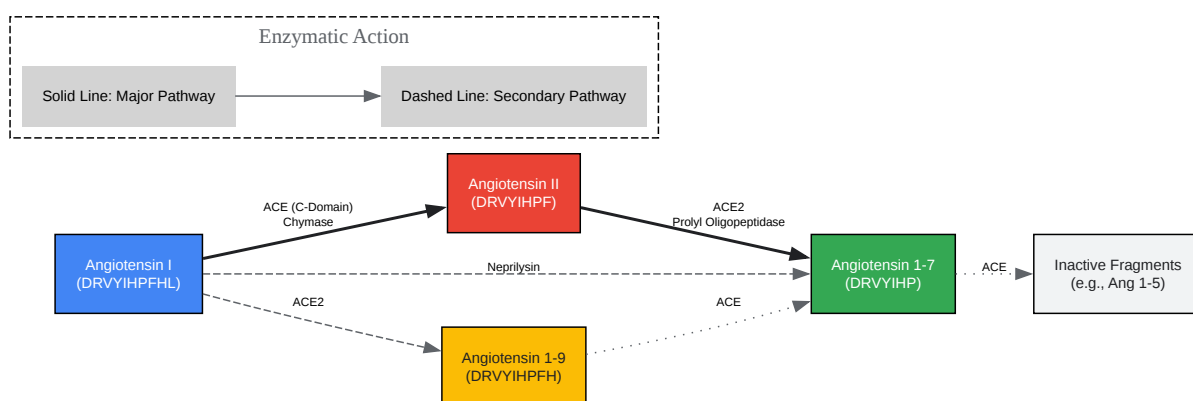 Enzymatic Action
Solid Line: Major Pathway
Dashed Line: Secondary Pathway
Angiotensin II
(DRVYIHPF)
ACE (C-Domain)
Chymase
ACE2
Prolyl Oligopeptidase
Angiotensin I
(DRVYIHPFHL)
Neprilysin
Angiotensin 1-7
(DRVYIHP)
ACE
Inactive Fragments
(e.g., Ang 1-5)
ACE2
ACE
Angiotensin 1-9
(DRVYIHPFH)